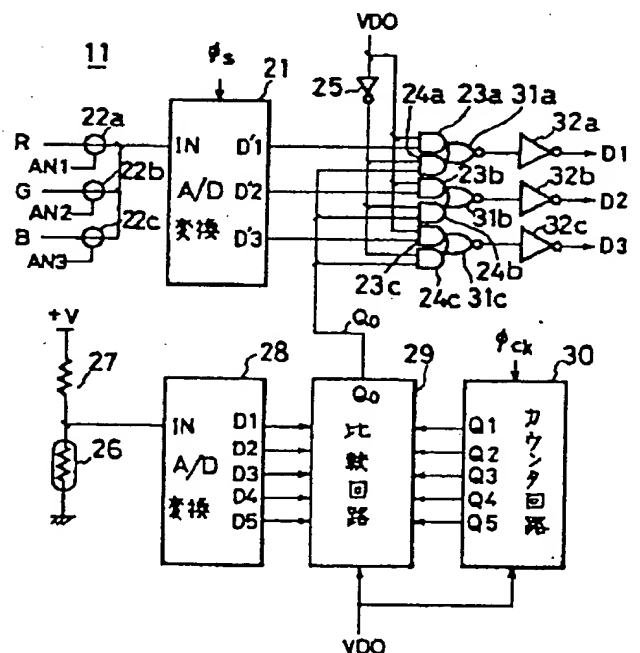 VDO
11
φs
21
25
24a
23a
31a
22a
32a
R
IN
D'1
D1
AN1
22b
23b
32b
G
A/D
D'2
D2
AN2
22c
変換
31b
32c
B
D'3
D3
AN3
24b
23c
24c
31c
+V
Q0
φck
27
28
29
30
Q0
IN
D1
比較回路
Q1
カウンタ回路
26
A/D
D2
Q2
変換
D3
Q3
D4
Q4
D5
Q5
VDO